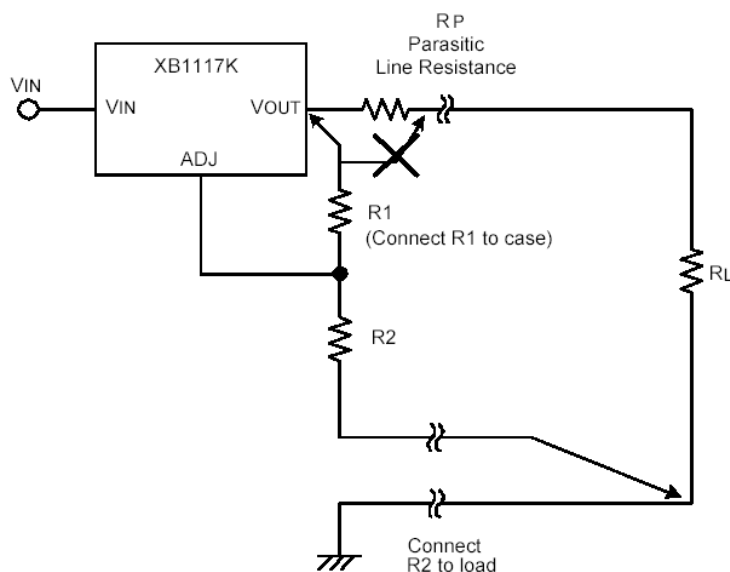 RP
Parasitic
Line Resistance
XB1117K
VIN
VIN
VOUT
ADJ
R1
(Connect R1 to case)
RL
R2
Connect
R2 to load